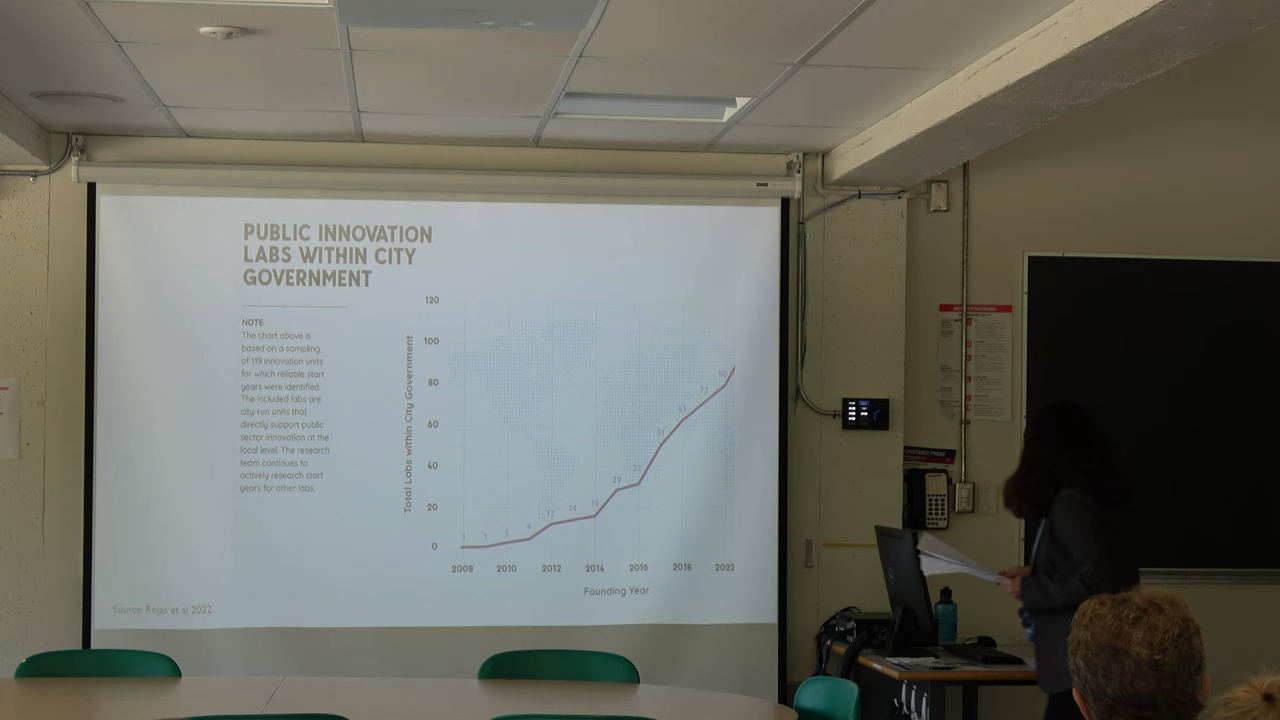 PUBLIC INNOVATION
LABS WITHIN CITY
GOVERNMENT
NOTE
The chart above is
based on a sampling
of 119 innovation units
for which reliable start
years were identified.
The included labs are
city-run units that
directly support public
sector innovation at the
local level. The research
team continues to
actively research start
years for other labs.
Total Labs within City Government
120
100
80
60
40
20
0
1
1
3
4
12
14
29
32
51
63
72
80
2008
2010
2012
2014
2016
2018
2022
Founding Year
Source: Rojas et al 2022